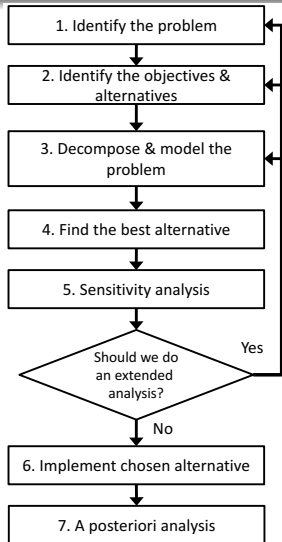 1. Identify the problem
2. Identify the objectives &
alternatives
3. Decompose & model the
problem
4. Find the best alternative
5. Sensitivity analysis
Should we do
an extended
analysis?
Yes
No
6. Implement chosen alternative
7. A posteriori analysis